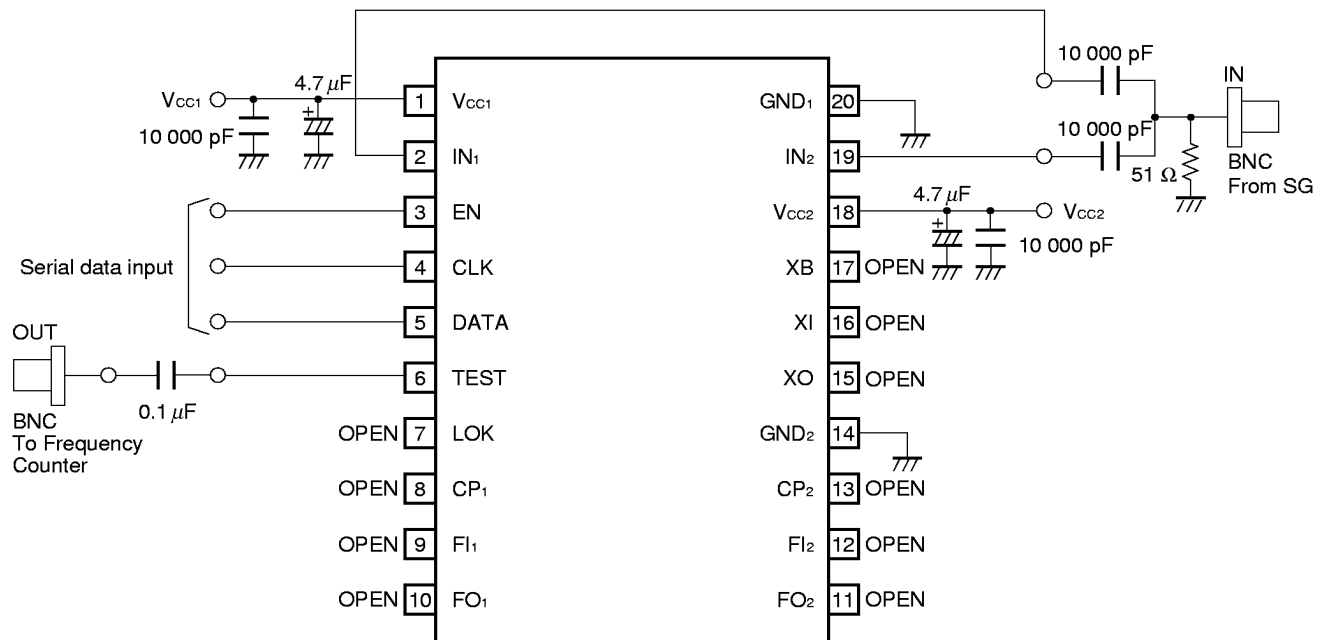 10 000 pF
IN
4.7 μF
VCC1
1
VCC1
GND1
20
10 000 pF
10 000 pF
2
IN1
IN2
19
51 Ω
BNC
From SG
4.7 μF
3
EN
VCC2
18
VCC2
10 000 pF
Serial data input
4
CLK
XB
17
OPEN
5
DATA
XI
16
OPEN
OUT
6
TEST
XO
15
OPEN
0.1 μF
BNC
To Frequency
Counter
OPEN
7
LOK
GND2
14
OPEN
8
CP1
CP2
13
OPEN
OPEN
9
FI1
FI2
12
OPEN
OPEN
10
FO1
FO2
11
OPEN
+
+